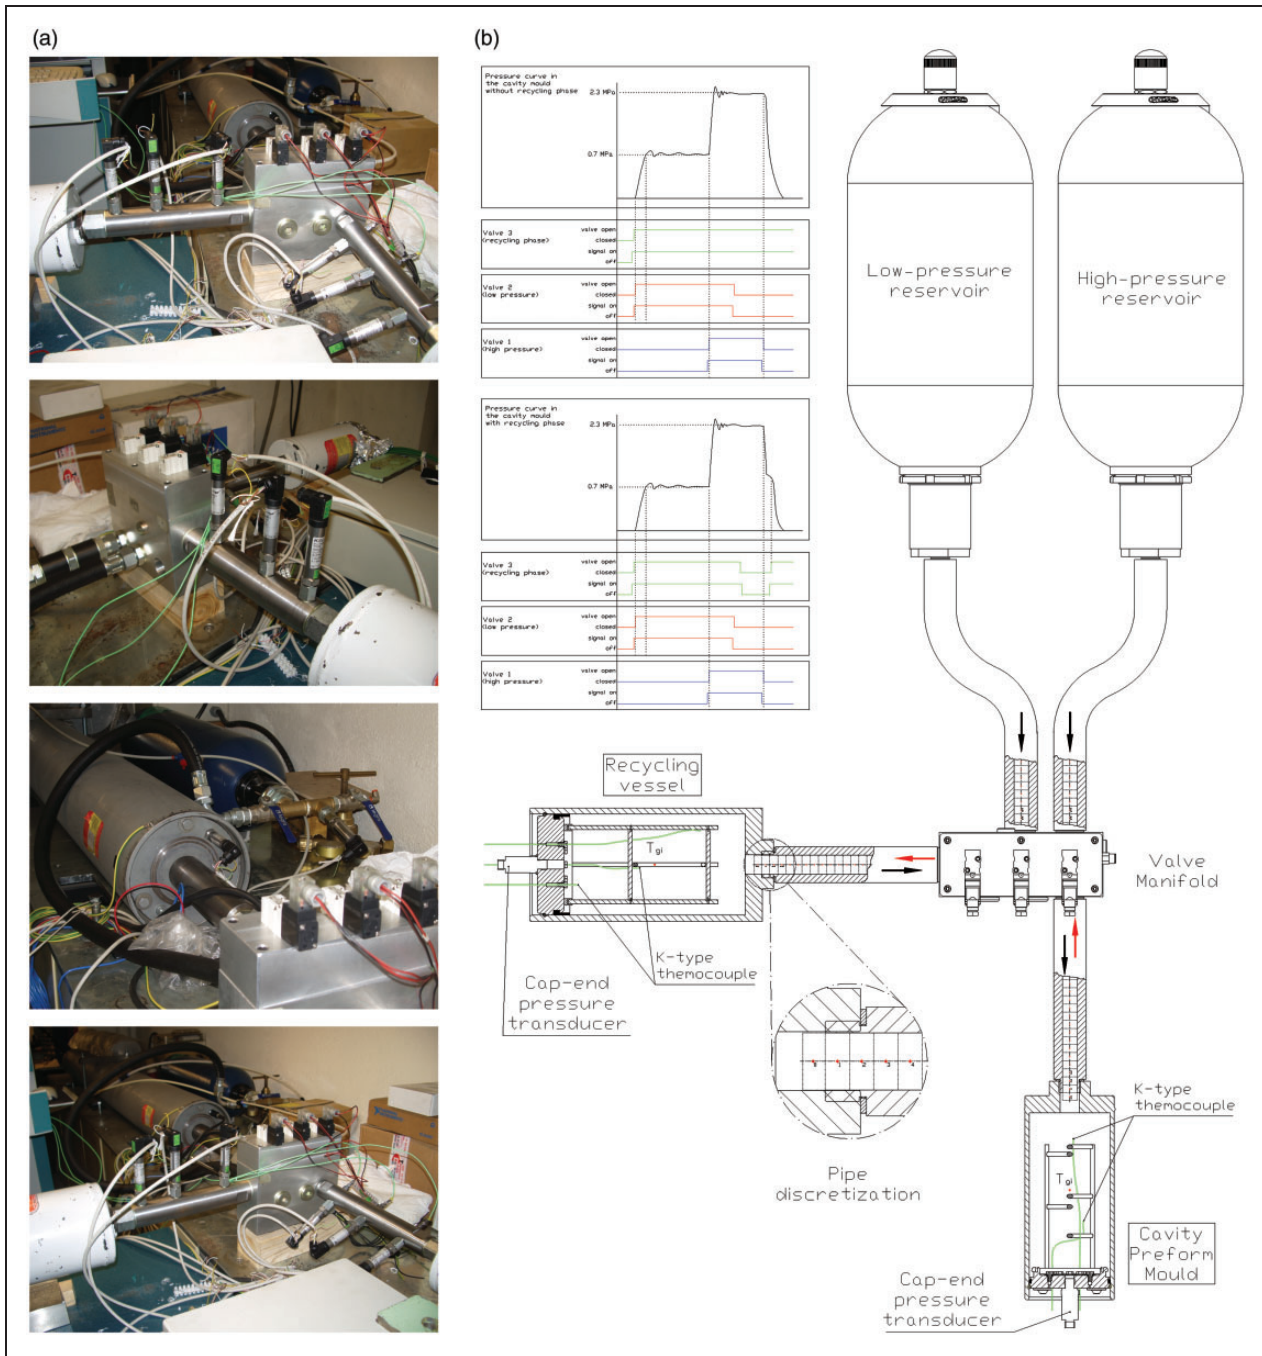 (a)
(b)
Pressure curve in
the cavity mould
without recycling phase
2.3 MPa
0.7 MPa
Valve 3
(recycling phase)
valve open
closed
signal on
off
Valve 2
(low pressure)
valve open
closed
signal on
off
Valve 1
(high pressure)
valve open
closed
signal on
off
Pressure curve in
the cavity mould
with recycling phase
2.3 MPa
0.7 MPa
Valve 3
(recycling phase)
valve open
closed
signal on
off
Valve 2
(low pressure)
valve open
closed
signal on
off
Valve 1
(high pressure)
valve open
closed
signal on
off
Low-pressure
reservoir
High-pressure
reservoir
Recycling
vessel
Tgi
K-type
themocouple
Cap-end
pressure
transducer
Valve
Manifold
Pipe
discretization
K-type
themocouple
Tgi
Cavity
Preform
Mould
Cap-end
pressure
transducer